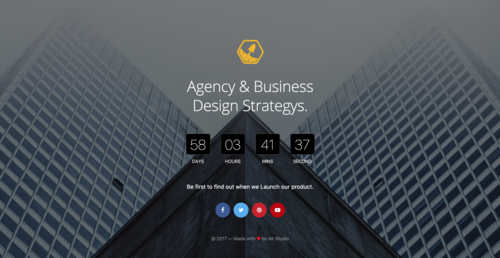 Agency & Business
Design Strategys.
58 03 41 37
DAYS HOURS MINS SECOND
Be first to find out when we Launch our product.
© 2017 — Made with ❤ by Air Studio